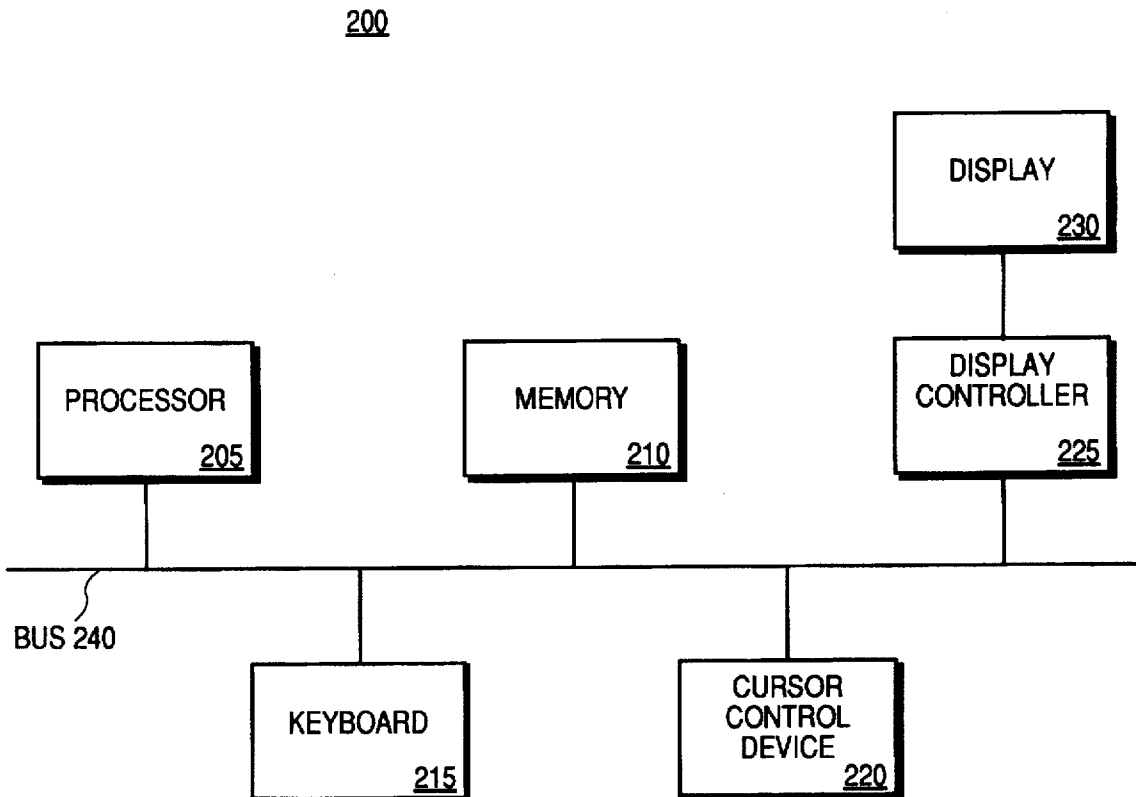 200
DISPLAY
230
PROCESSOR
205
MEMORY
210
DISPLAY
CONTROLLER
225
BUS 240
KEYBOARD
215
CURSOR
CONTROL
DEVICE
220